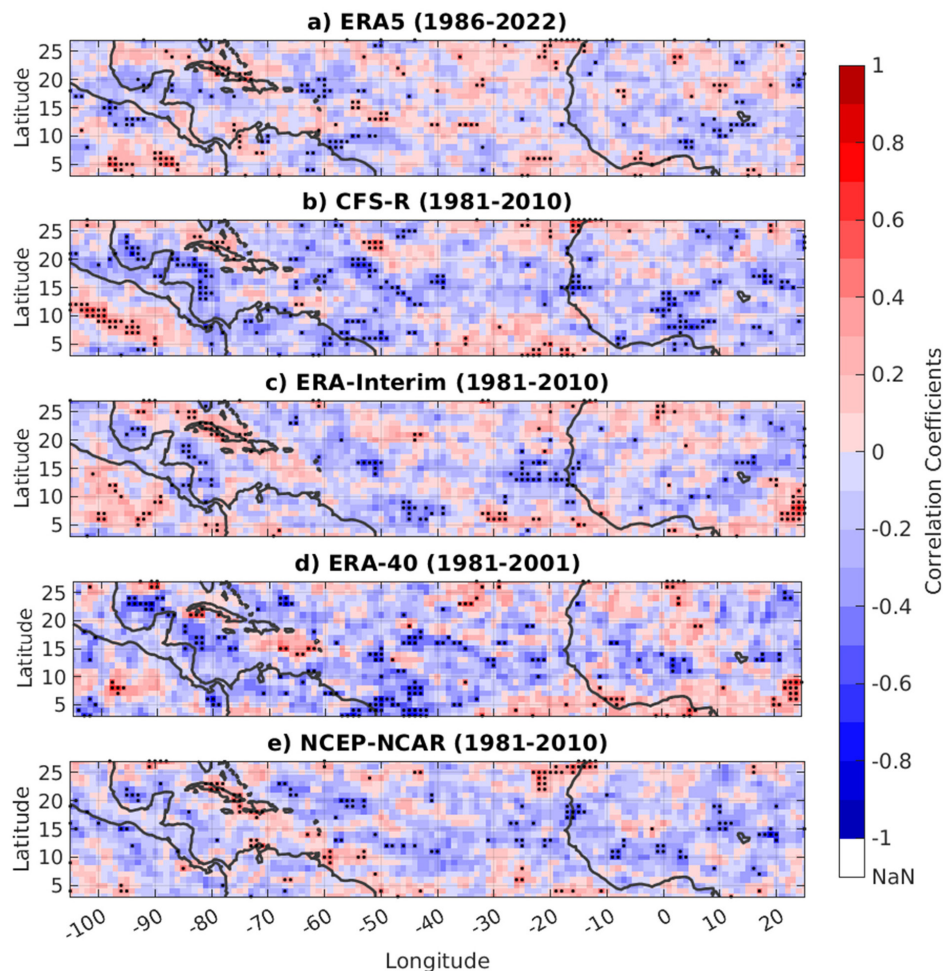 a) ERA5 (1986-2022)
Latitude
25
20
15
10
5
b) CFS-R (1981-2010)
Latitude
25
20
15
10
5
c) ERA-Interim (1981-2010)
Latitude
25
20
15
10
5
d) ERA-40 (1981-2001)
Latitude
25
20
15
10
5
e) NCEP-NCAR (1981-2010)
Latitude
25
20
15
10
5
-100 -90 -80 -70 -60 -50 -40 -30 -20 -10 0 10 20
Longitude
1
0.8
0.6
0.4
0.2
0
-0.2
-0.4
-0.6
-0.8
-1
NaN
Correlation Coefficients